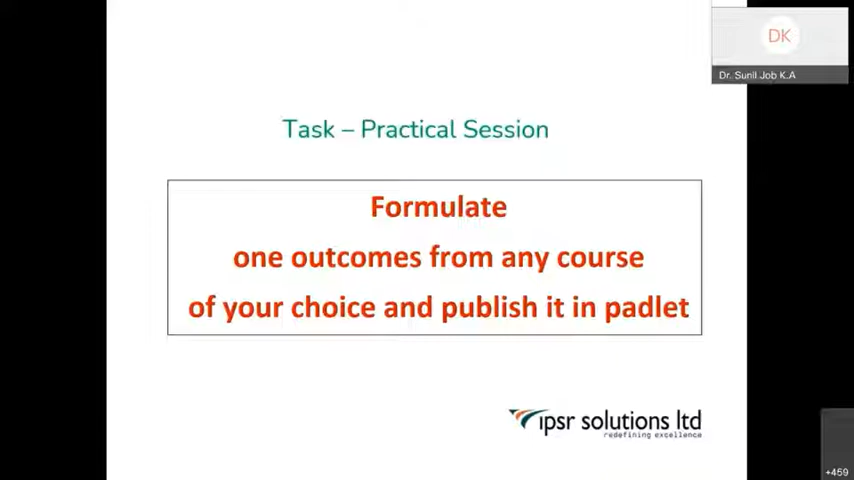 DK
Dr. Sunil Job K.A
Task – Practical Session
Formulate
one outcomes from any course
of your choice and publish it in padlet
ipsr solutions ltd
redefining excellence
+459